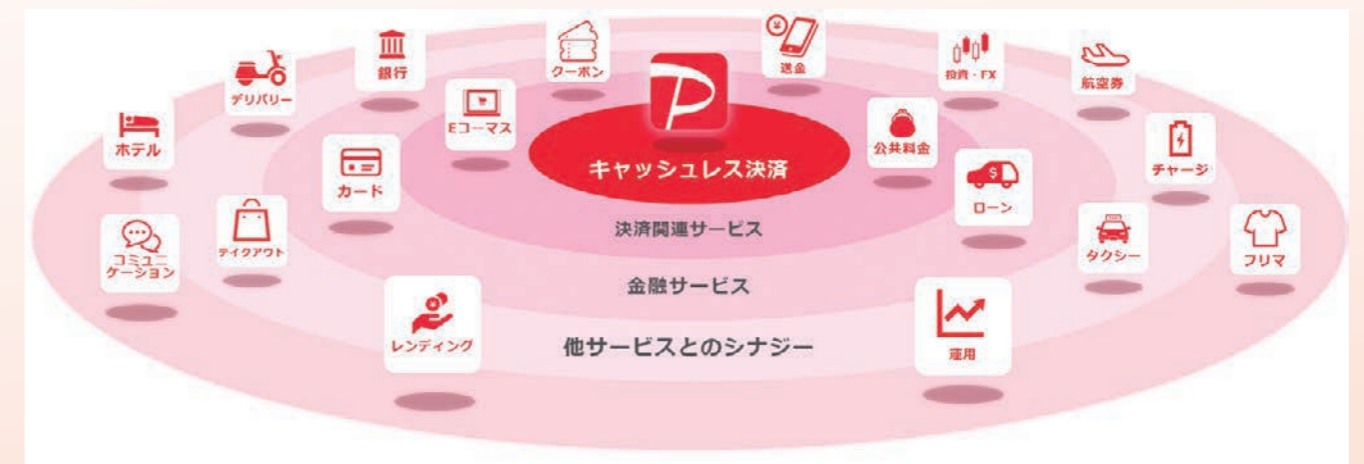 クーポン
送金
銀行
投資・FX
航空券
デリバリー
Eコーマス
公共料金
ホテル
キャッシュレス決済
チャージ
カード
ローン
決済関連サービス
テイクアウト
タクシー
フリマ
コミュニ
ケーション
金融サービス
レンディング
他サービスとのシナジー
運用